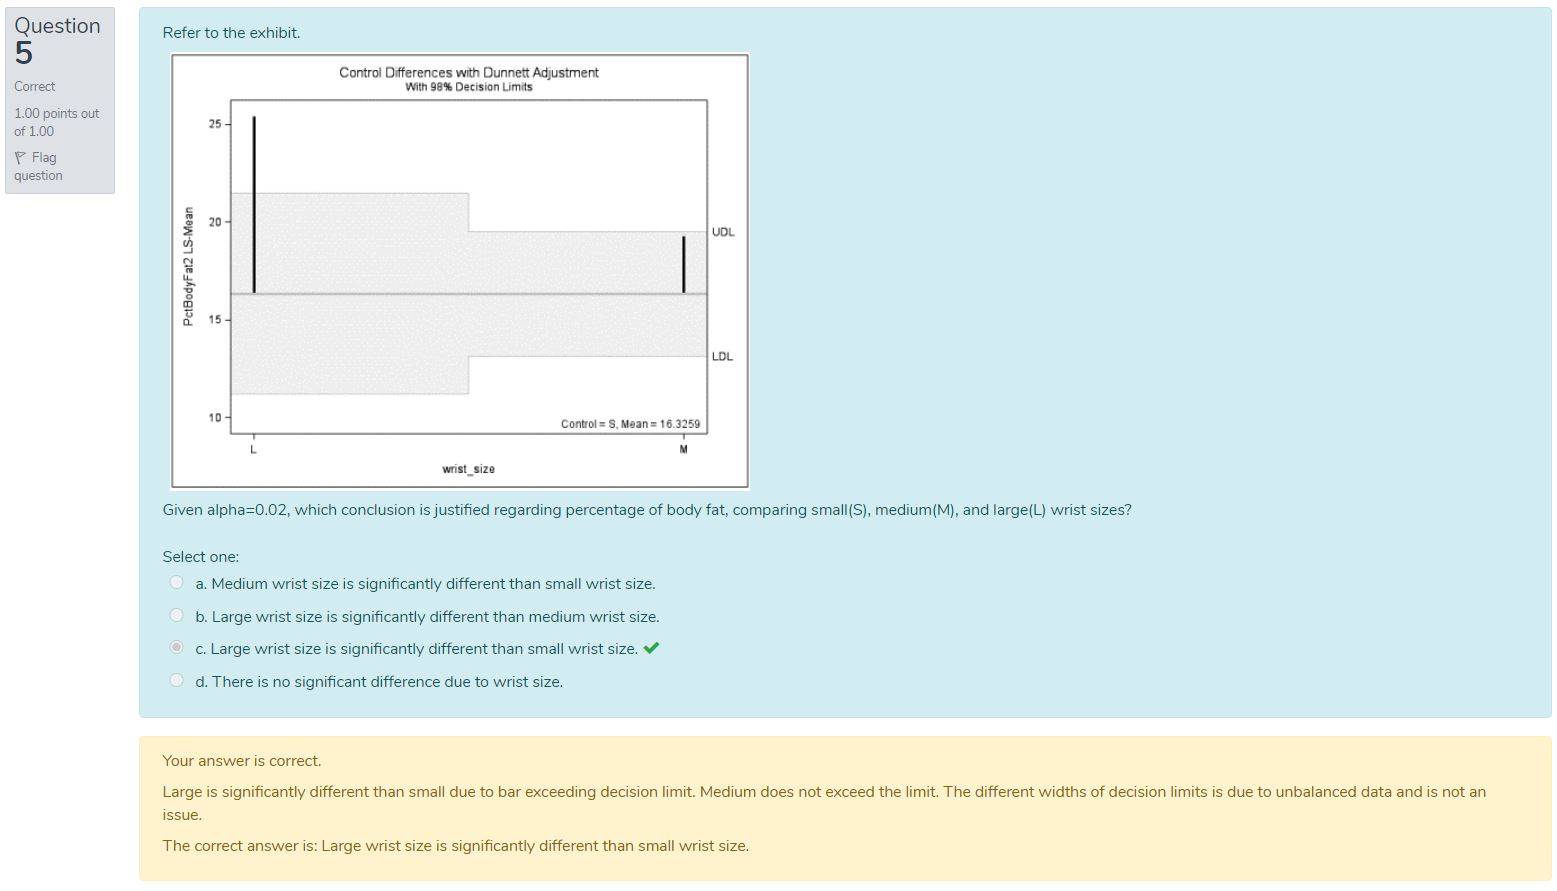 Question
5
Correct
1.00 points out
of 1.00
Flag
question
Refer to the exhibit.
Control Differences with Dunnett Adjustment
With 98% Decision Limits
PctBodyFat2 LS-Mean
25
20
15
10
UDL
LDL
Control = S, Mean = 16.3259
L
M
wrist_size
Given alpha=0.02, which conclusion is justified regarding percentage of body fat, comparing small(S), medium(M), and large(L) wrist sizes?
Select one:
a. Medium wrist size is significantly different than small wrist size.
b. Large wrist size is significantly different than medium wrist size.
c. Large wrist size is significantly different than small wrist size.
d. There is no significant difference due to wrist size.
Your answer is correct.
Large is significantly different than small due to bar exceeding decision limit. Medium does not exceed the limit. The different widths of decision limits is due to unbalanced data and is not an
issue.
The correct answer is: Large wrist size is significantly different than small wrist size.